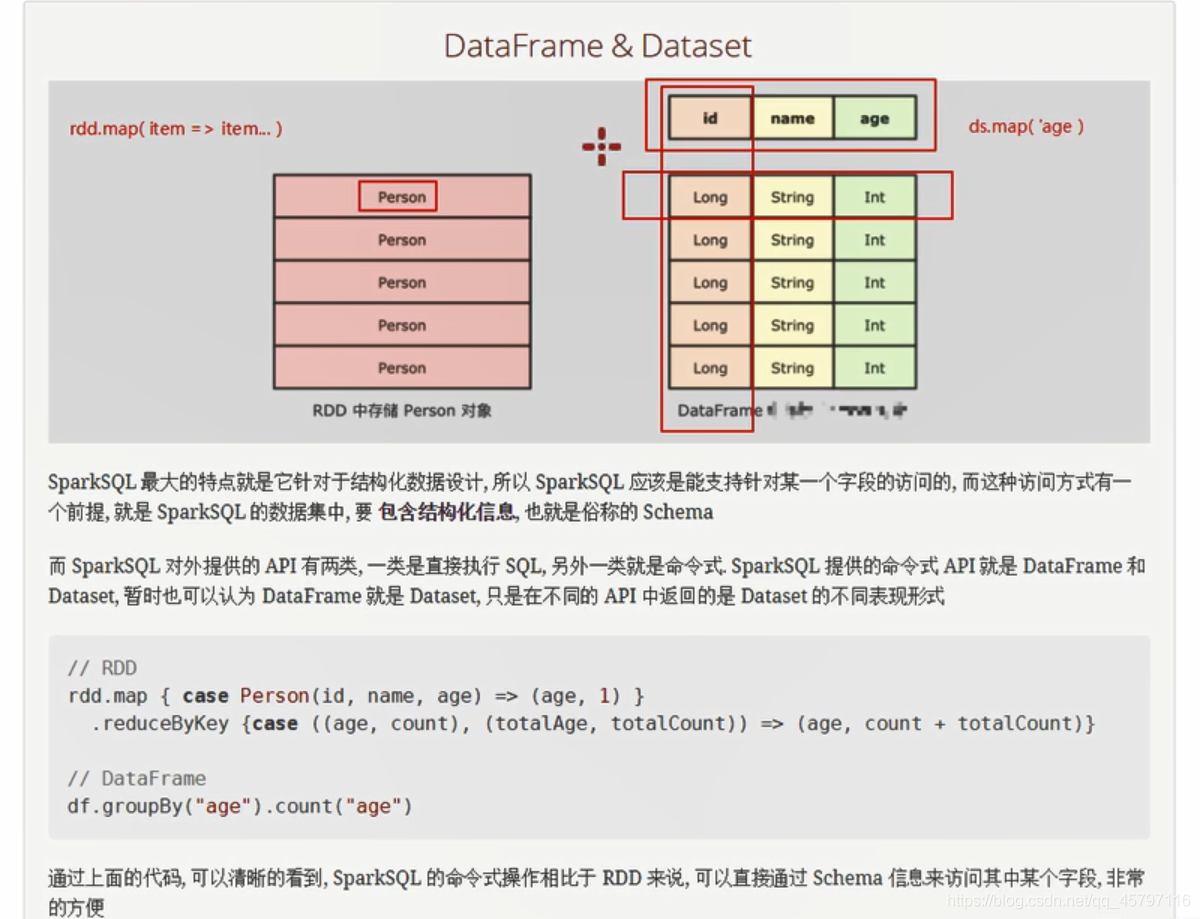 DataFrame & Dataset
rdd.map( item => item... )
id name age
ds.map( 'age )
Person
Person
Person
Person
Person
Long String Int
Long String Int
Long String Int
Long String Int
Long String Int
RDD 中存储 Person 对象
DataFrame
SparkSQL 最大的特点就是它针对于结构化数据设计, 所以 SparkSQL 应该是能支持针对某一个字段的访问的, 而这种访问方式有一
个前提, 就是 SparkSQL 的数据集中, 要 包含结构化信息, 也就是俗称的 Schema
而 SparkSQL 对外提供的 API 有两类, 一类是直接执行 SQL, 另外一类就是命令式. SparkSQL 提供的命令式 API 就是 DataFrame 和
Dataset, 暂时也可以认为 DataFrame 就是 Dataset, 只是在不同的 API 中返回的是 Dataset 的不同表现形式
// RDD
rdd.map { case Person(id, name, age) => (age, 1) }
.reduceByKey {case ((age, count), (totalAge, totalCount)) => (age, count + totalCount)}
// DataFrame
df.groupBy("age").count("age")
通过上面的代码, 可以清晰的看到, SparkSQL 的命令式操作相比于 RDD 来说, 可以直接通过 Schema 信息来访问其中某个字段, 非常
的方便
https://blog.csdn.net/qq_45797116